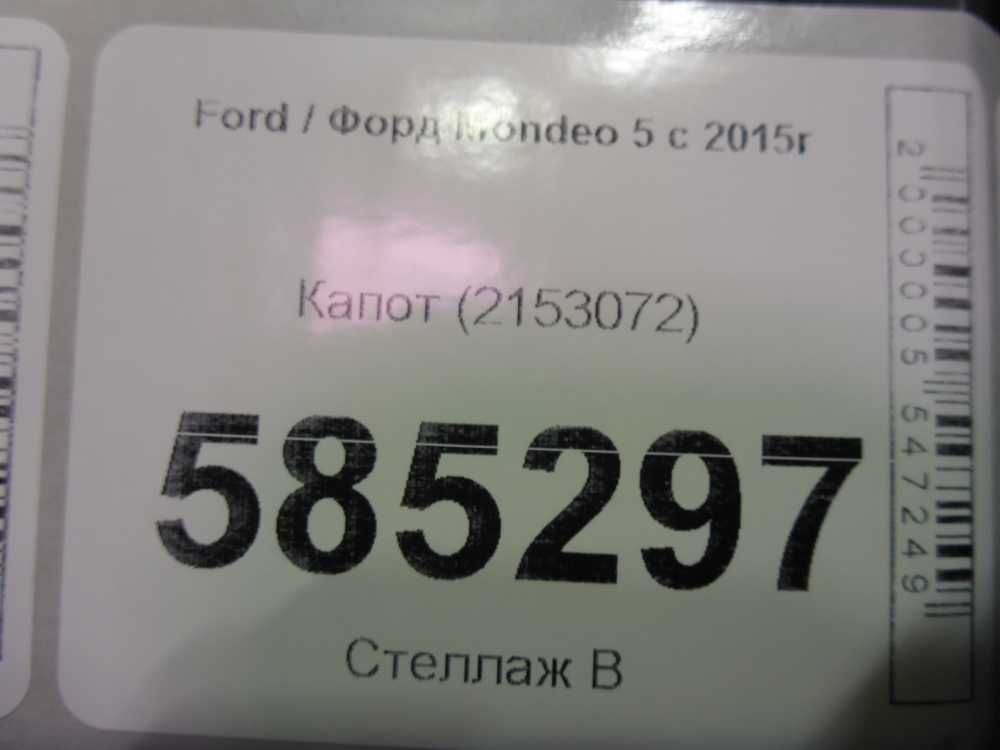 Ford / Форд Mondeo 5 с 2015г
Капот (2153072)
585297
Стеллаж В
2000005547249